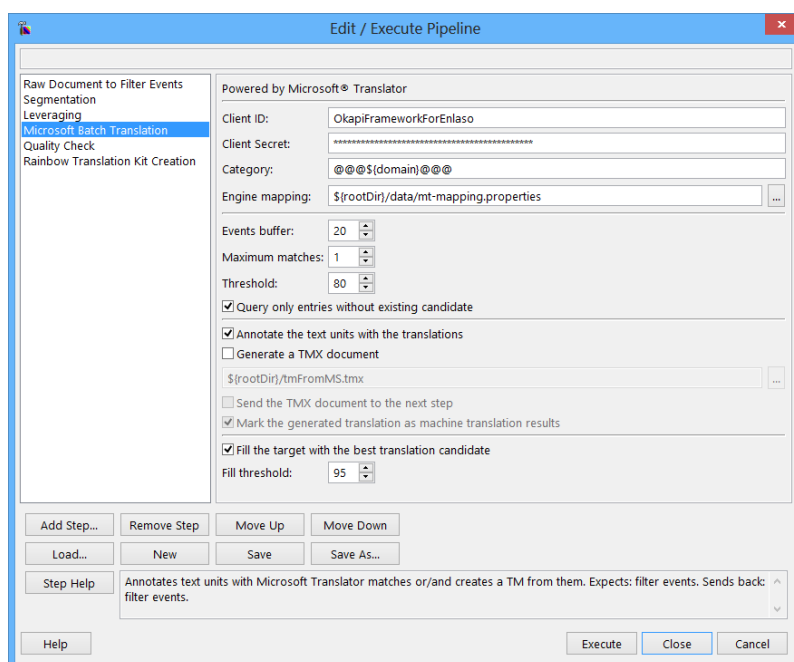 Edit / Execute Pipeline
Raw Document to Filter Events
Segmentation
Leveraging
Microsoft Batch Translation
Quality Check
Rainbow Translation Kit Creation
Powered by Microsoft® Translator
Client ID: OkapiFrameworkForEnlaso
Client Secret: ********************************************
Category: @@@${domain}@@@
Engine mapping: ${rootDir}/data/mt-mapping.properties ...
Events buffer: 20
Maximum matches: 1
Threshold: 80
Query only entries without existing candidate
Annotate the text units with the translations
Generate a TMX document
${rootDir}/tmFromMS.tmx ...
Send the TMX document to the next step
Mark the generated translation as machine translation results
Fill the target with the best translation candidate
Fill threshold: 95
Add Step... Remove Step Move Up Move Down
Load... New Save Save As...
Step Help
Annotates text units with Microsoft Translator matches or/and creates a TM from them. Expects: filter events. Sends back:
filter events.
Help Execute Close Cancel